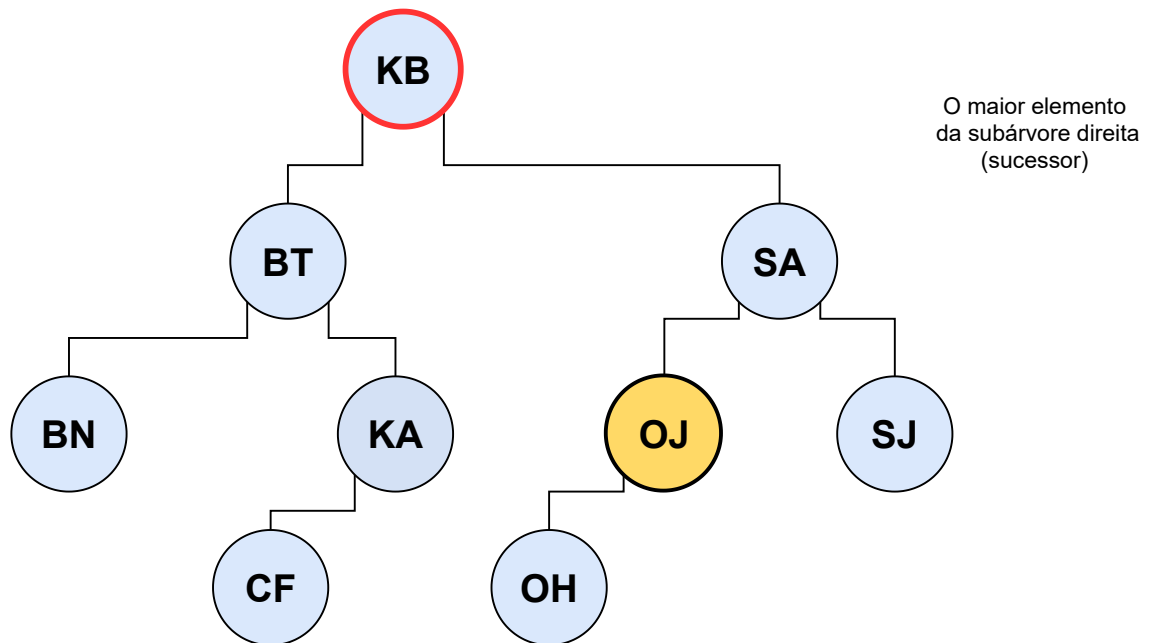 KB
O maior elemento
da subárvore direita
(sucessor)
BT
SA
BN
KA
OJ
SJ
CF
OH